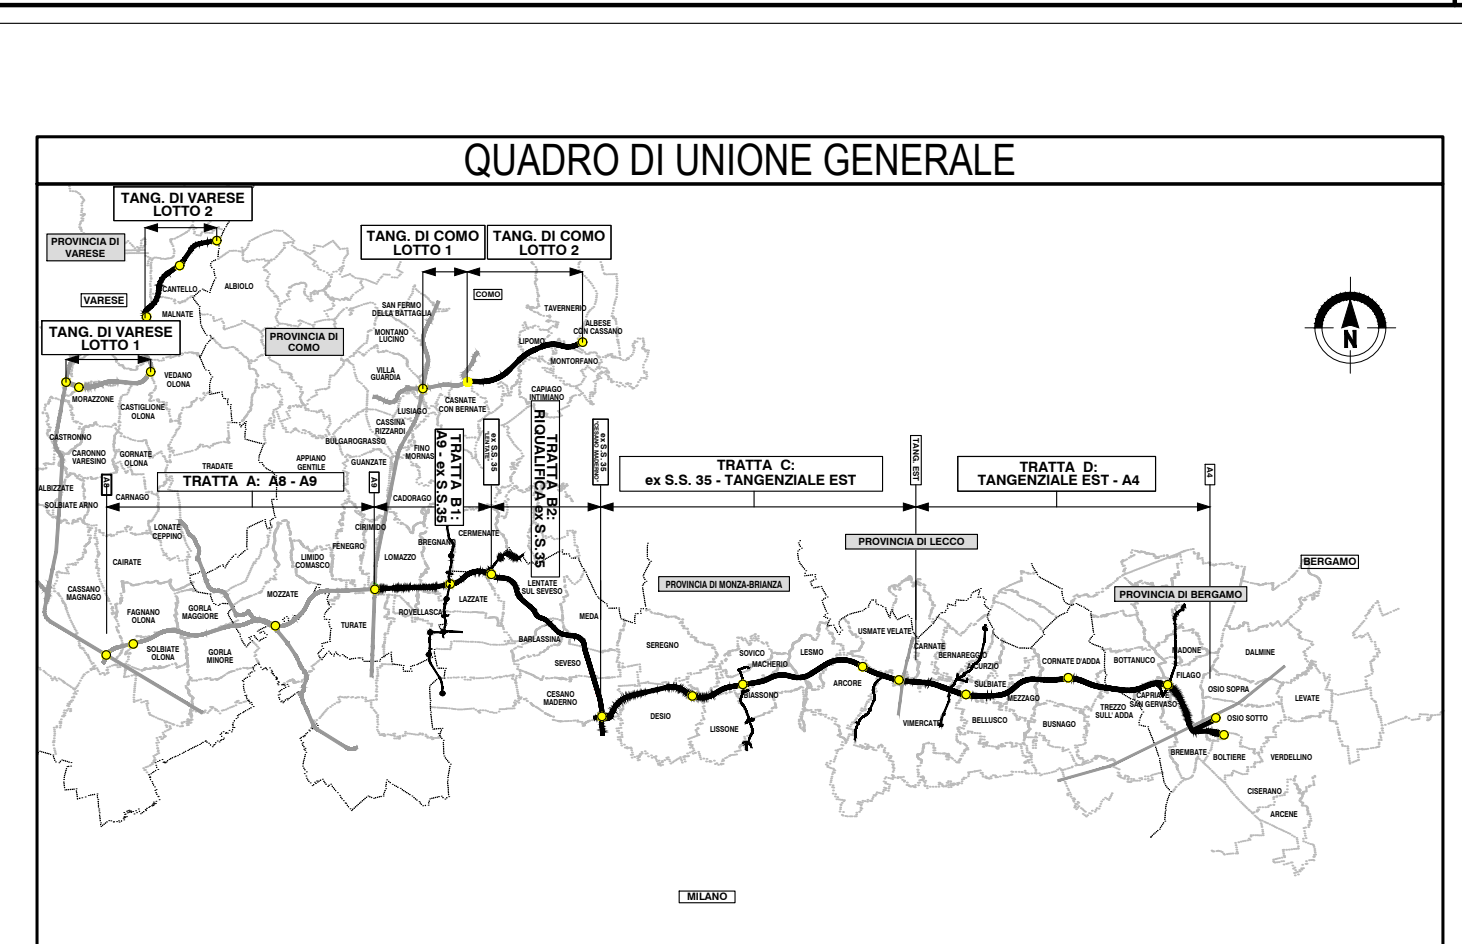 QUADRO DI UNIONE GENERALE
TANG. DI VARESE
LOTTO 2
PROVINCIA DI
VARESE
TANG. DI COMO
LOTTO 1
TANG. DI COMO
LOTTO 2
CANTELLO
ALBIOLO
VARESE
MALNATE
COMO
SAN FERMO
DELLA BATTAGLIA
TAVERNERIO
TANG. DI VARESE
LOTTO 1
PROVINCIA DI
COMO
MONTANO
LUCINO
ALBESE
CON CASSANO
LIPOMO
MONTORFANO
N
VEDANO
OLONA
VILLA
GUARDIA
MORAZZONE
CASTIGLIONE
OLONA
LUSIAGO
CASNATE
CON BERNATE
CAPIAGO
INTIMIANO
CASSINA
RIZZARDI
CASTRONNO
BULGAROGRASSO
CARONNO
VARESINO
GORNATE
OLONA
TRADATE
APPIANO
GENTILE
GUANZATE
FINO
MORNAS
TRATTA B1:
A9 - ex S.S.35
ex S.S. 35
"LENTATE"
TRATTA B2:
RIQUALIFICA ex S.S.35
ex S.S. 35
"CESANO MADERNO"
TRATTA C:
ex S.S. 35 - TANGENZIALE EST
TANG. EST
TRATTA D:
TANGENZIALE EST - A4
A4
ALBIZZATE
A8
TRATTA A: A8 - A9
A9
SOLBIATE ARNO
CARNAGO
CADORAGO
LONATE
CEPPINO
CIRIMIDO
FENEGRO
BREGNANO
CERMENATE
PROVINCIA DI LECCO
CAIRATE
LIMIDO
COMASCO
LOMAZZO
BERGAMO
CASSANO
MAGNAGO
MOZZATE
LAZZATE
LENTATE
SUL SEVESO
PROVINCIA DI MONZA-BRIANZA
PROVINCIA DI BERGAMO
FAGNANO
OLONA
GORLA
MAGGIORE
ROVELLASCA
MEDA
TURATE
BARLASSINA
SEREGNO
USMATE VELATE
SOLBIATE
OLONA
GORLA
MINORE
SEVESO
SOVICO
MACHERIO
LESMO
CARNATE
BERNAREGGIO
CORNATE D'ADDA
BOTTANUCO
MADONE
DALMINE
FILAGO
CESANO
MADERNO
BIASSONO
ARCORE
SULBIATE
MEZZAGO
CAPRIATE
SAN GERVASO
OSIO SOPRA
LEVATE
DESIO
LISSONE
VIMERCATE
BELLUSCO
BUSNAGO
TREZZO
SULL' ADDA
OSIO SOTTO
BREMBATE
BOLTIERE
VERDELLINO
CISERANO
ARCENE
MILANO